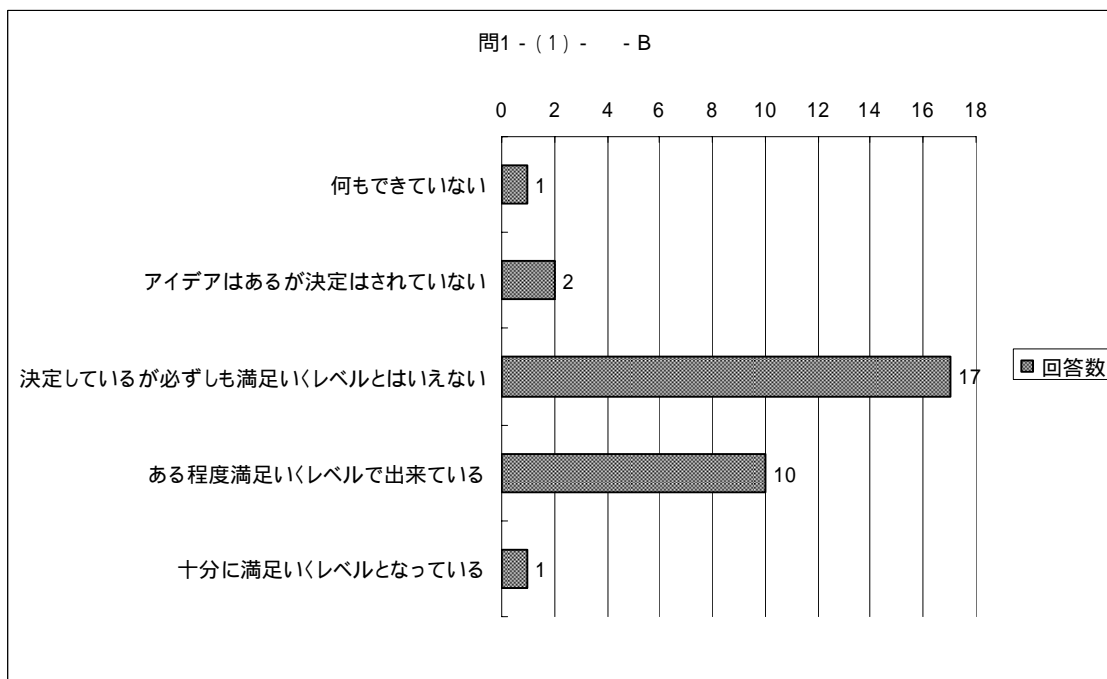 問1 - (1) - - B
0 2 4 6 8 10 12 14 16 18
何もできていない 1
アイデアはあるが決定はされていない 2
決定しているが必ずしも満足いくレベルとはいえない 17
ある程度満足いくレベルで出来ている 10
十分に満足いくレベルとなっている 1
回答数